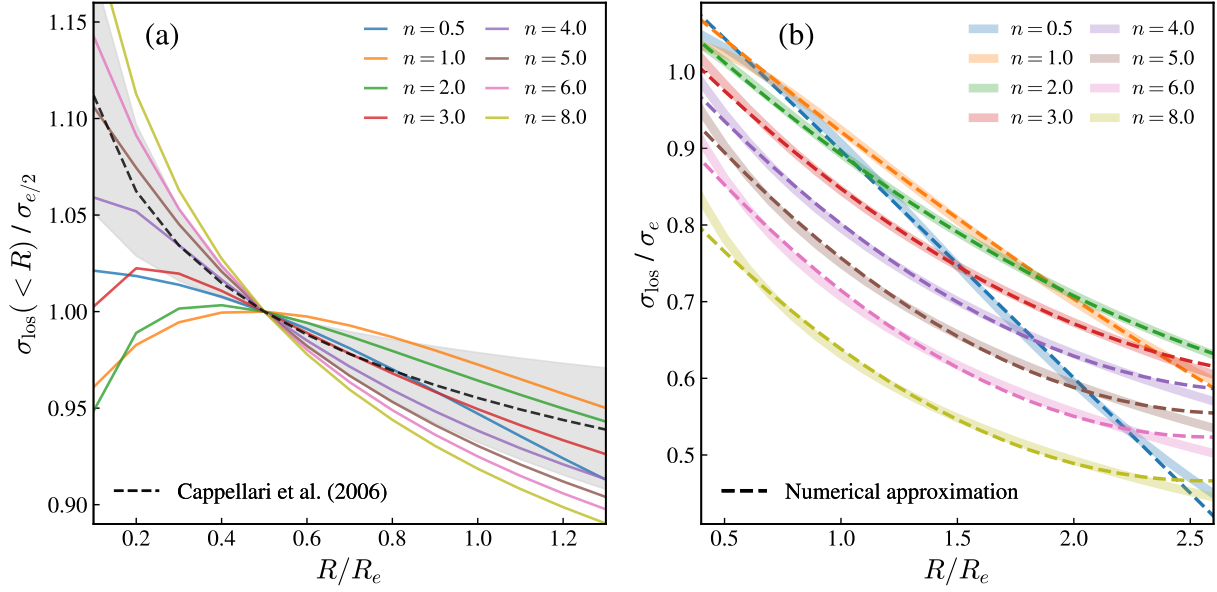 (a)
n = 0.5
n = 4.0
n = 1.0
n = 5.0
n = 2.0
n = 6.0
n = 3.0
n = 8.0
Cappellari et al. (2006)
1.15
1.10
1.05
1.00
0.95
0.90
σlos(< R) / σe/2
0.2
0.4
0.6
0.8
1.0
1.2
R/Re
(b)
n = 0.5
n = 4.0
n = 1.0
n = 5.0
n = 2.0
n = 6.0
n = 3.0
n = 8.0
Numerical approximation
1.0
0.9
0.8
0.7
0.6
0.5
σlos / σe
0.5
1.0
1.5
2.0
2.5
R/Re